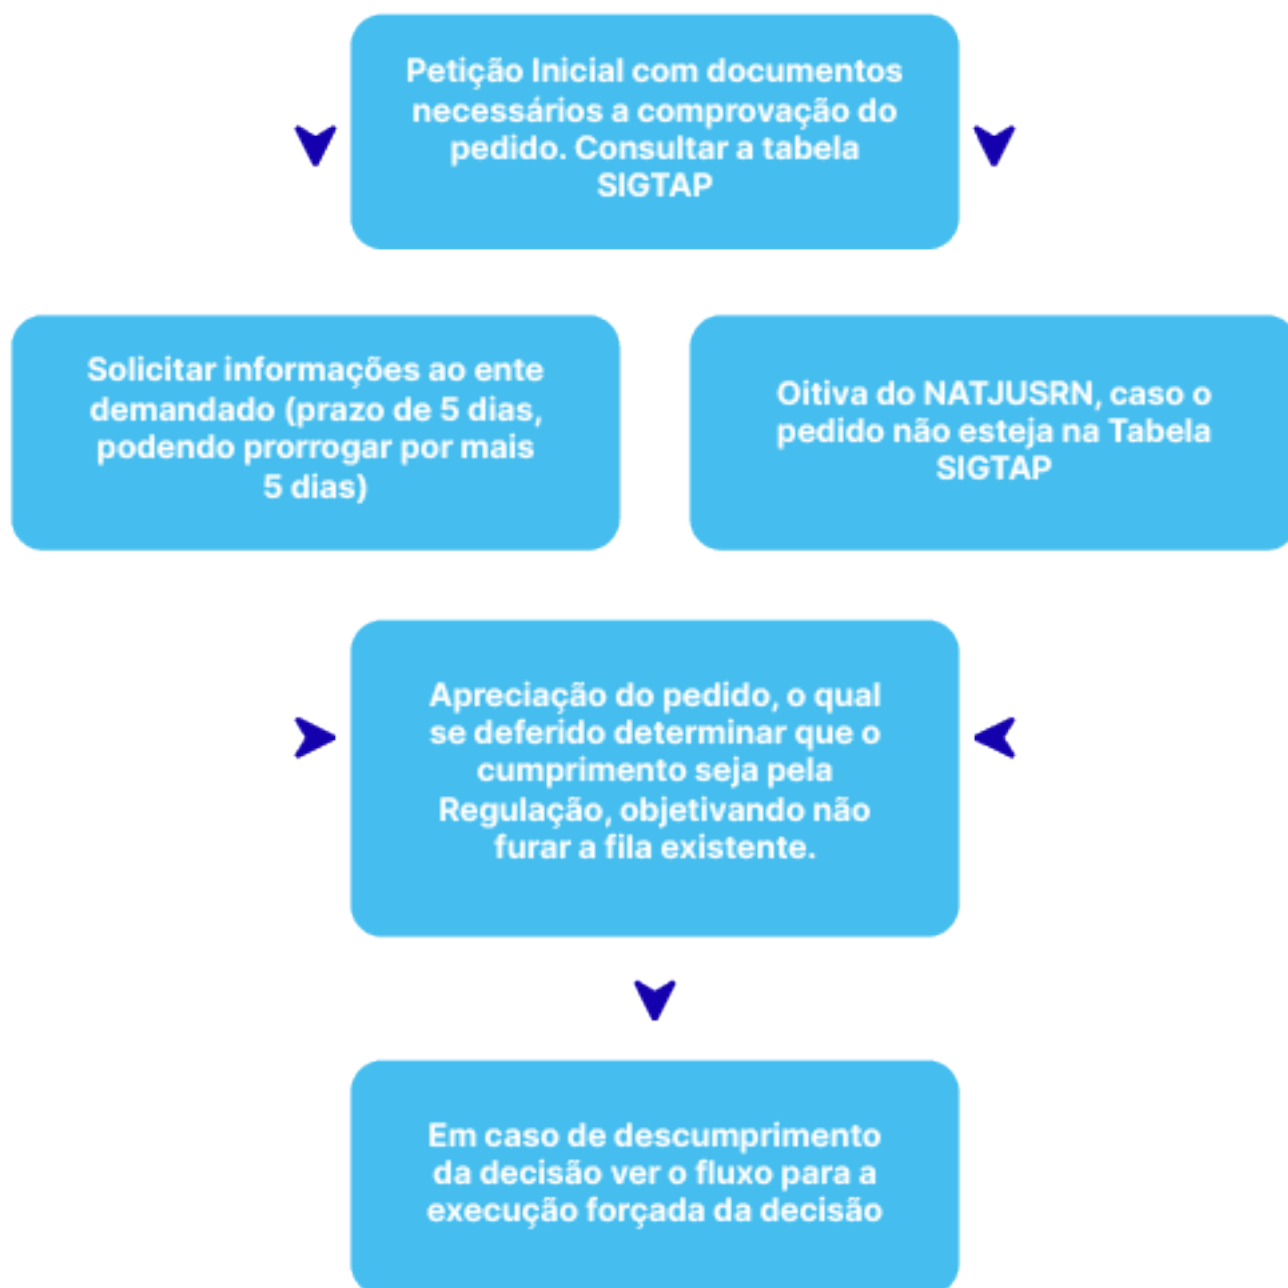 Petição Inicial com documentos
necessários a comprovação do
pedido. Consultar a tabela
SIGTAP
Solicitar informações ao ente
demandado (prazo de 5 dias,
podendo prorrogar por mais
5 dias)
Oitiva do NATJUSRN, caso o
pedido não esteja na Tabela
SIGTAP
Apreciação do pedido, o qual
se deferido determinar que o
cumprimento seja pela
Regulação, objetivando não
furar a fila existente.
Em caso de descumprimento
da decisão ver o fluxo para a
execução forçada da decisão